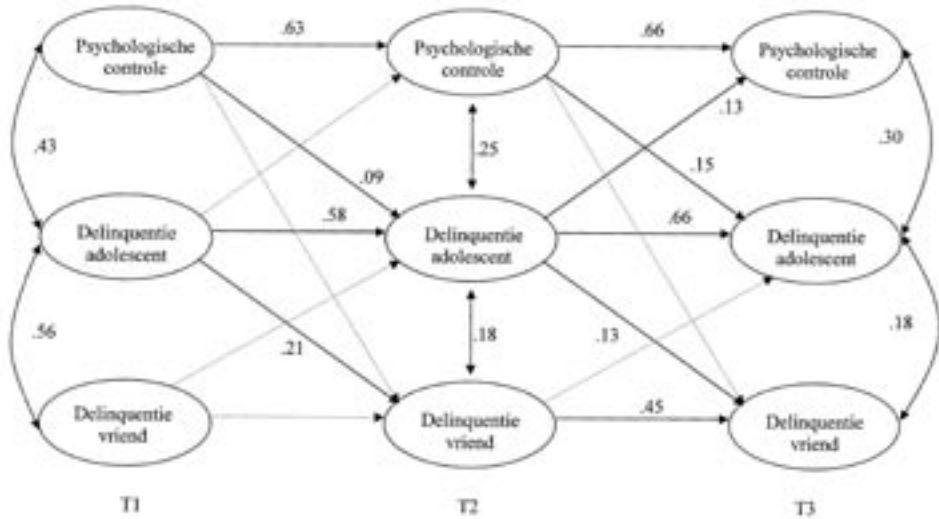 Psychologische
controle
.63
Psychologische
controle
.66
Psychologische
controle
.13
.43
.25
.30
.09
.15
Delinquentie
adolescent
.58
Delinquentie
adolescent
.66
Delinquentie
adolescent
.56
.21
.18
.13
.18
Delinquentie
vriend
Delinquentie
vriend
.45
Delinquentie
vriend
T1
T2
T3